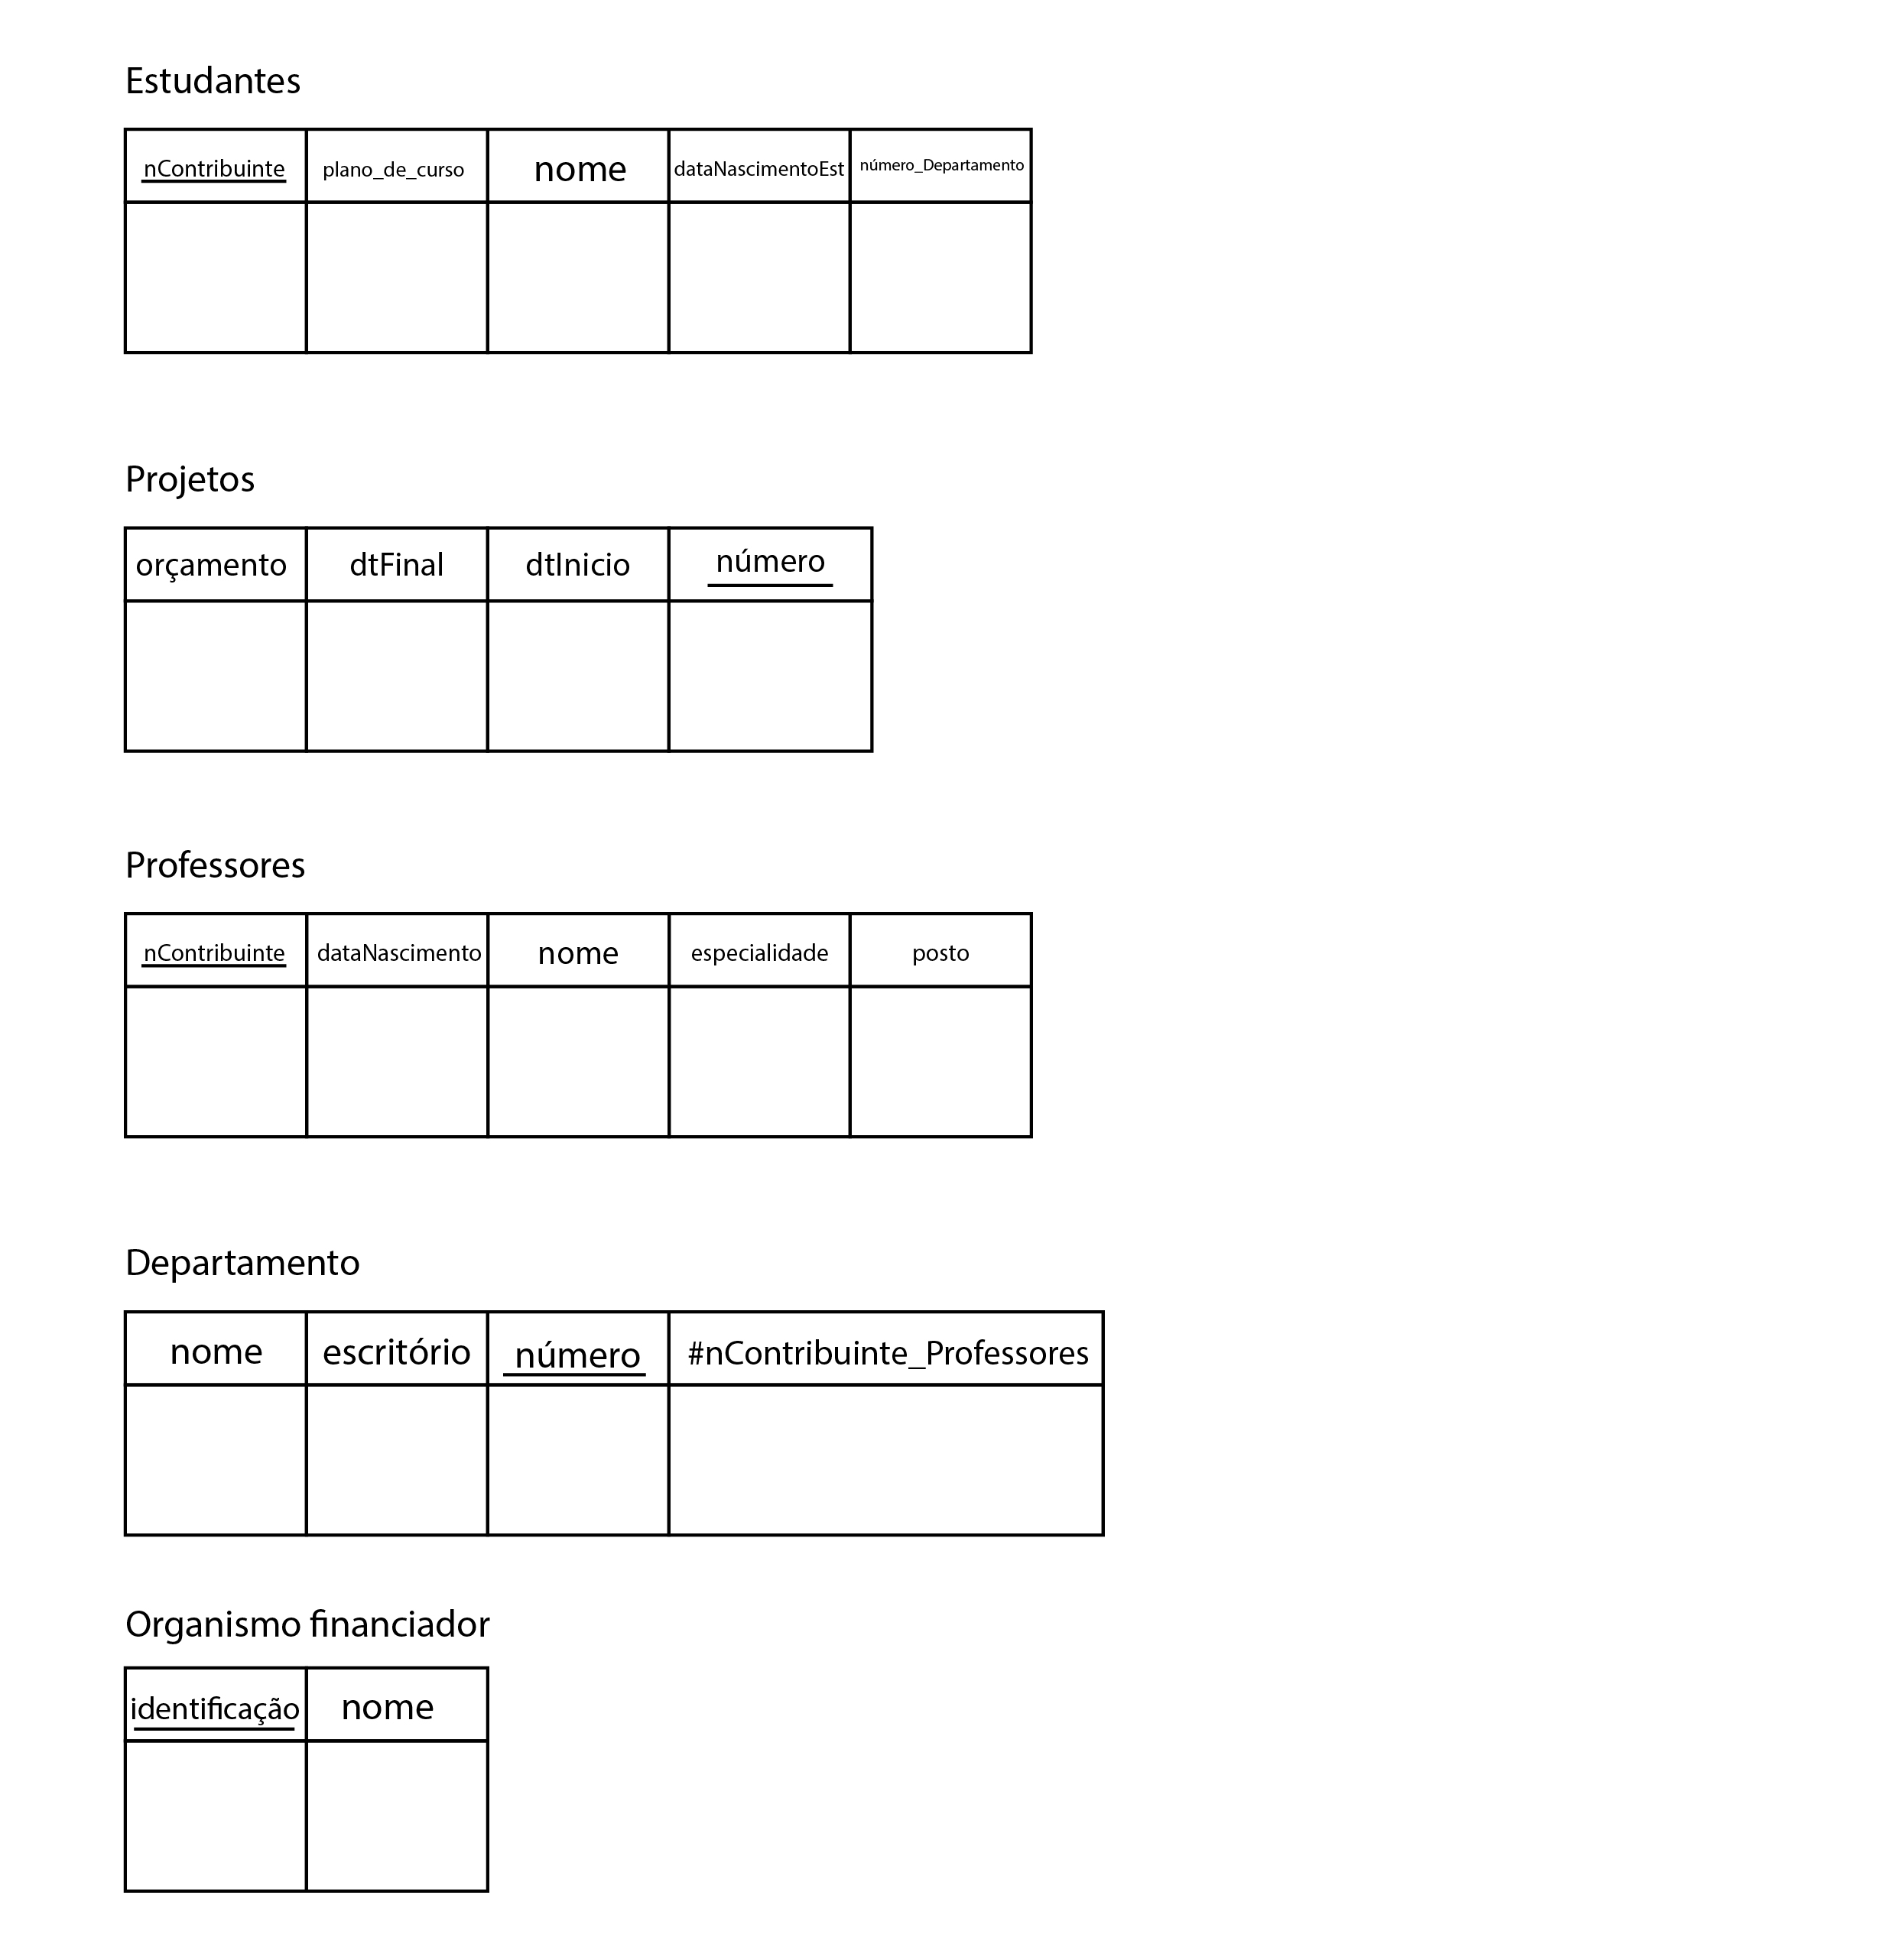 Estudantes
nContribuinte plano_de_curso nome dataNascimentoEst número_Departamento
Projetos
orçamento dtFinal dtInicio número
Professores
nContribuinte dataNascimento nome especialidade posto
Departamento
nome escritório número #nContribuinte_Professores
Organismo financiador
identificação nome